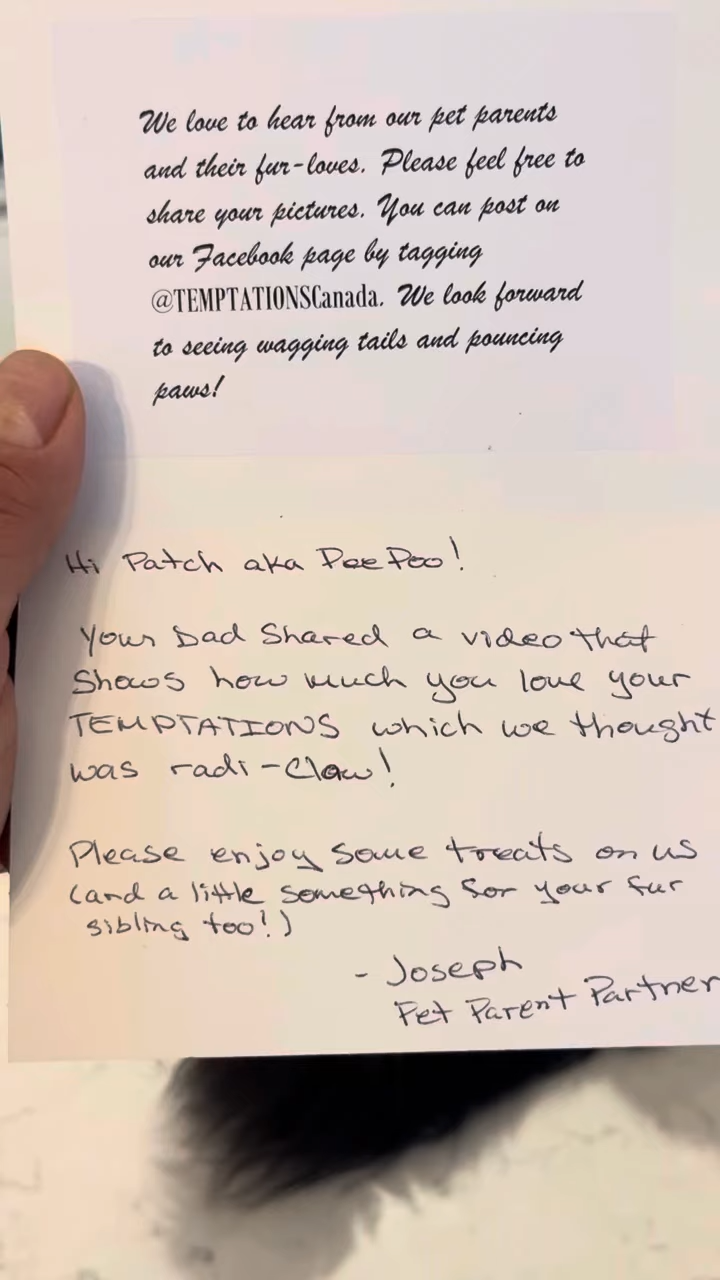 We love to hear from our pet parents
and their fur-loves. Please feel free to
share your pictures. You can post on
our Facebook page by tagging
@TEMPTATIONSCanada. We look forward
to seeing wagging tails and pouncing
paws!
Hi Patch aka PeePoo!
Your Dad Shared a video that
Shows how much you love your
TEMPTATIONS which we thought
was radi-claw!
Please enjoy some treats on us
(and a little something for your fur
sibling too!)
- Joseph
Pet Parent Partner